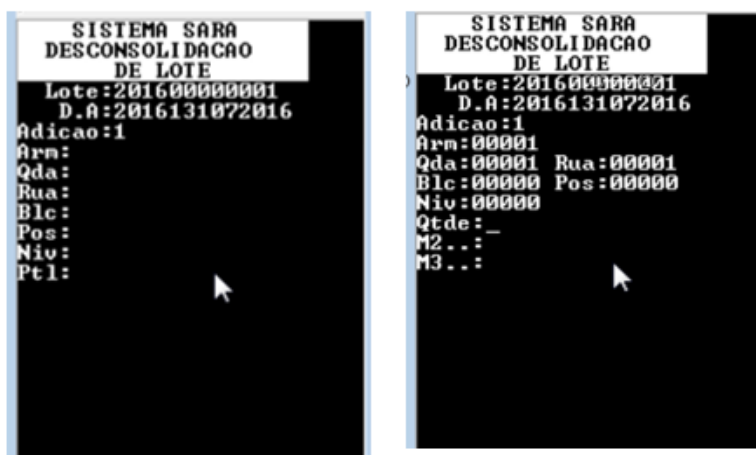 SISTEMA SARA
DESCONSOLIDACAO
DE LOTE
Lote:201600000001
D.A:2016131072016
Adicao:1
Arm:
Qda:
Rua:
Blc:
Pos:
Niv:
Ptl:
SISTEMA SARA
DESCONSOLIDACAO
DE LOTE
D.A:2016131072016
Adicao:1
Arm:00001
Qda:00001 Rua:00001
Blc:00000 Pos:00000
Niv:00000
Qtde:_
M2..:
M3..: